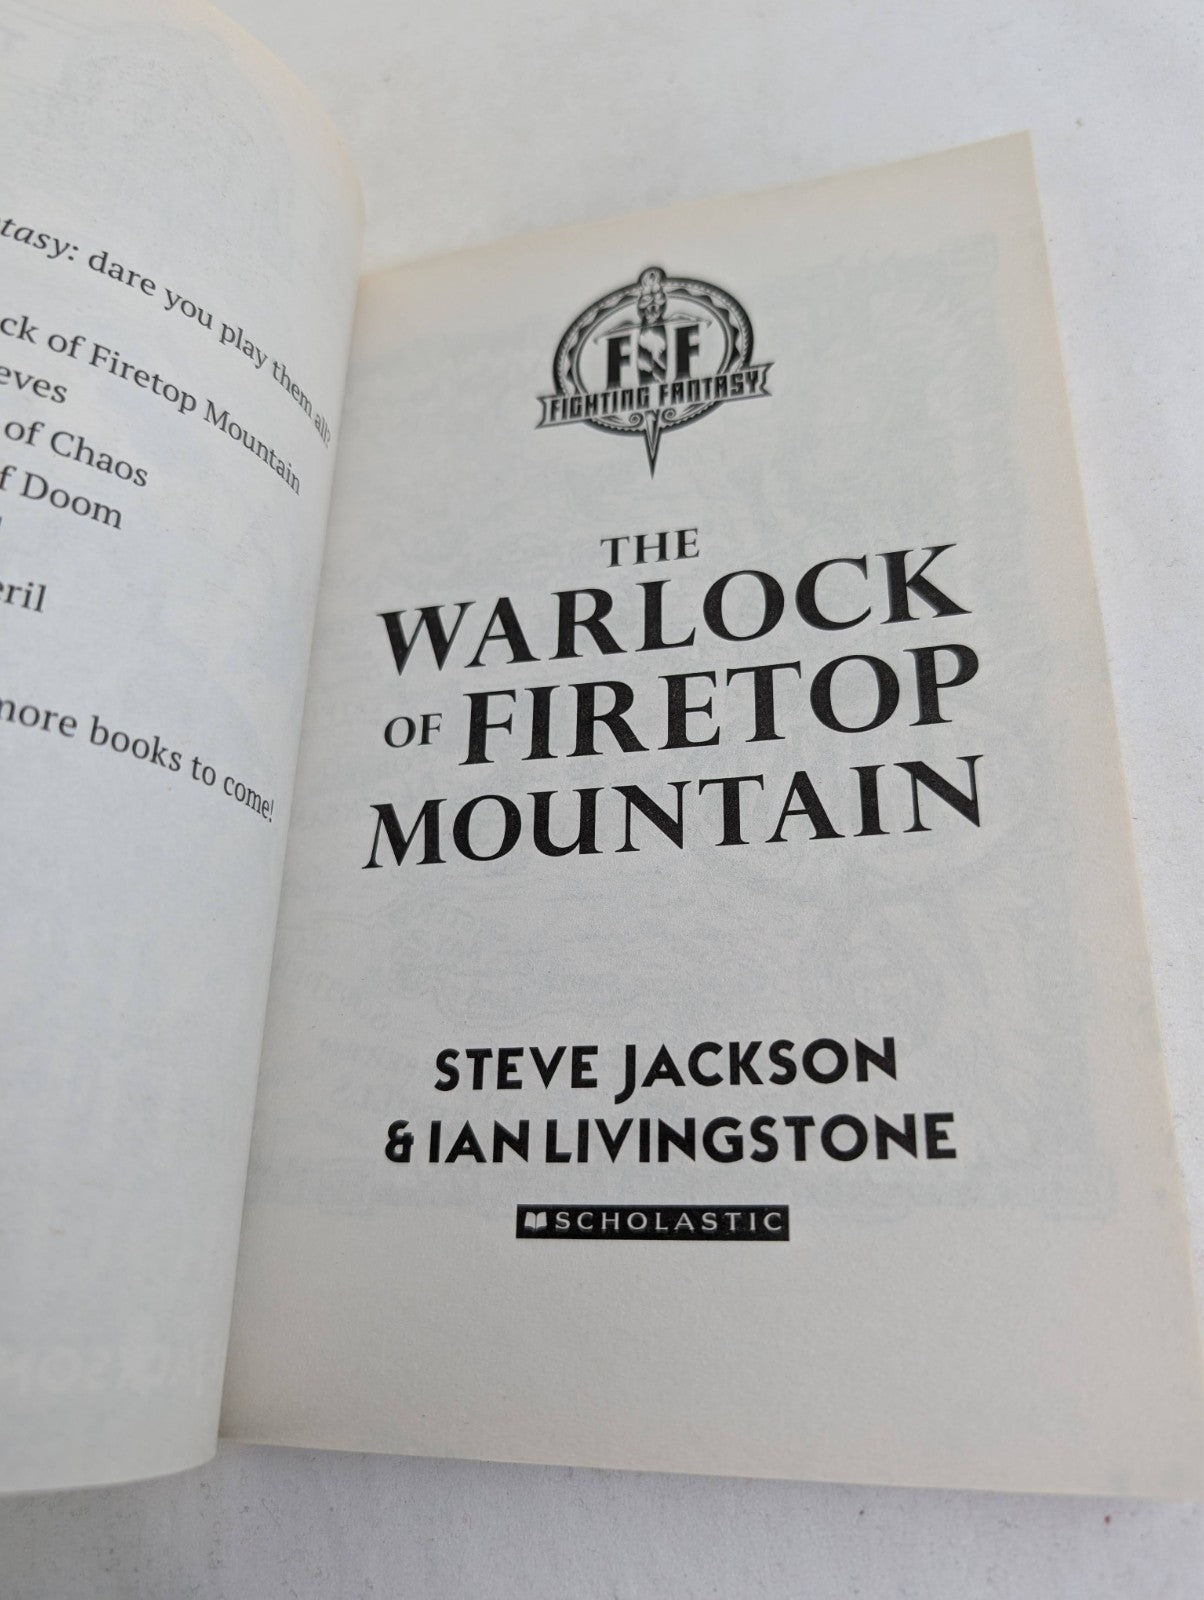 tasy: dare you play them all?
ck of Firetop Mountain
eves
of Chaos
f Doom
eril
more books to come!
FF
FIGHTING FANTASY
THE
WARLOCK
OF FIRETOP
MOUNTAIN
STEVE JACKSON
& IAN LIVINGSTONE
SCHOLASTIC